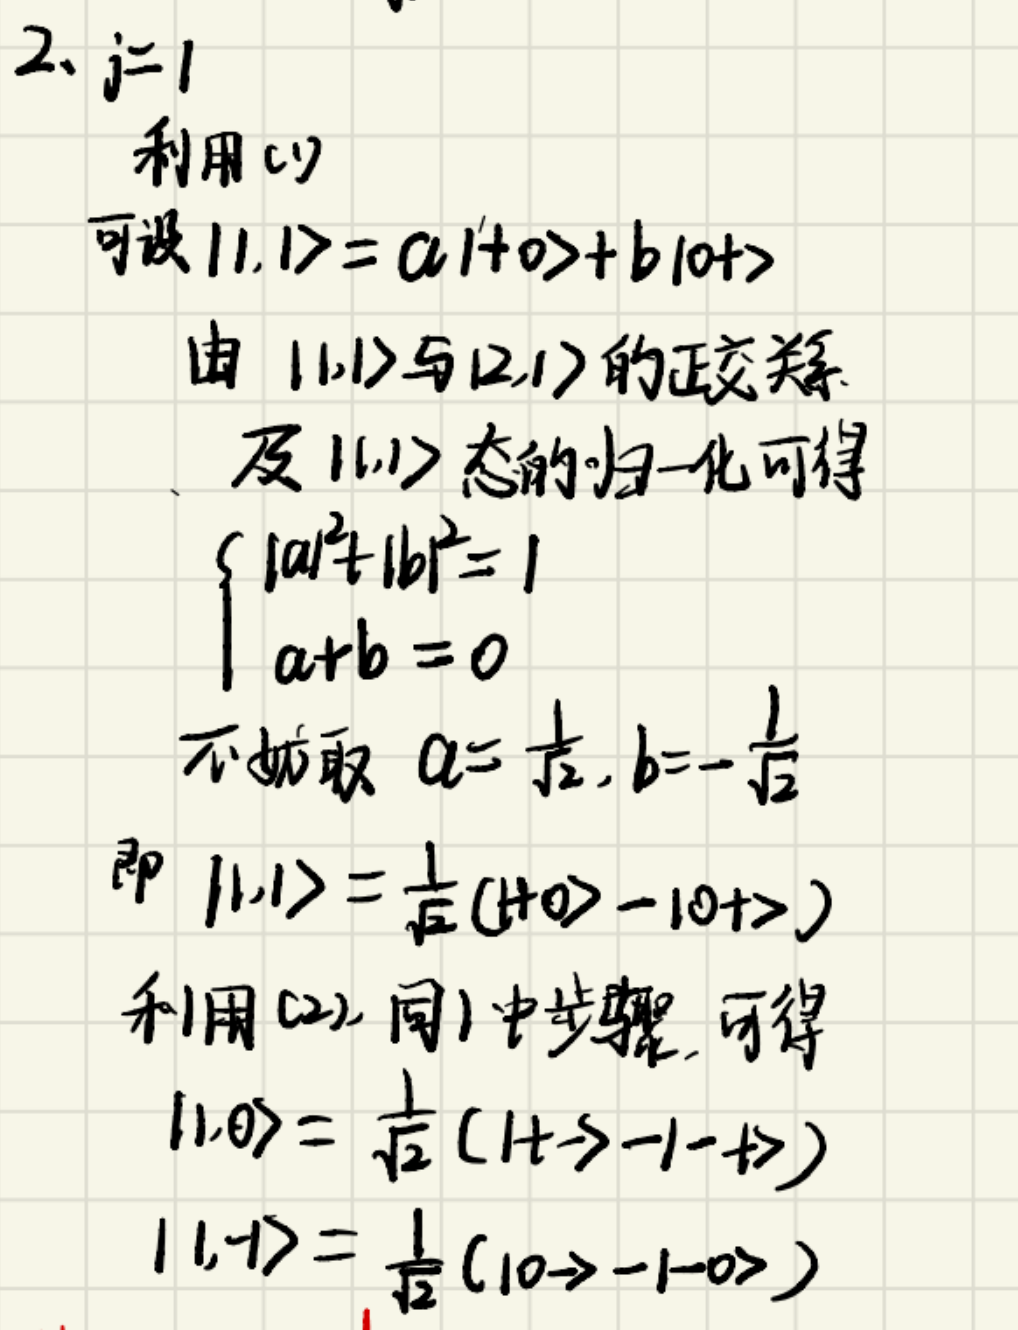 2、j=1
利用(1)
可设|1,1>=a|+0>+b|0+>
由 |1,1>与|2,1>的正交关系
及|1,1>态的归一化可得
{|a|²+|b|²=1
a+b=0
不妨取 a=1/√2, b=-1/√2
即 |1,1>=1/√2(|+0>-|0+>)
利用(2), 同1中步骤, 可得
|1,0>=1/√2(|+->-|-+>)
|1,-1>=1/√2(|0->-|-0>)